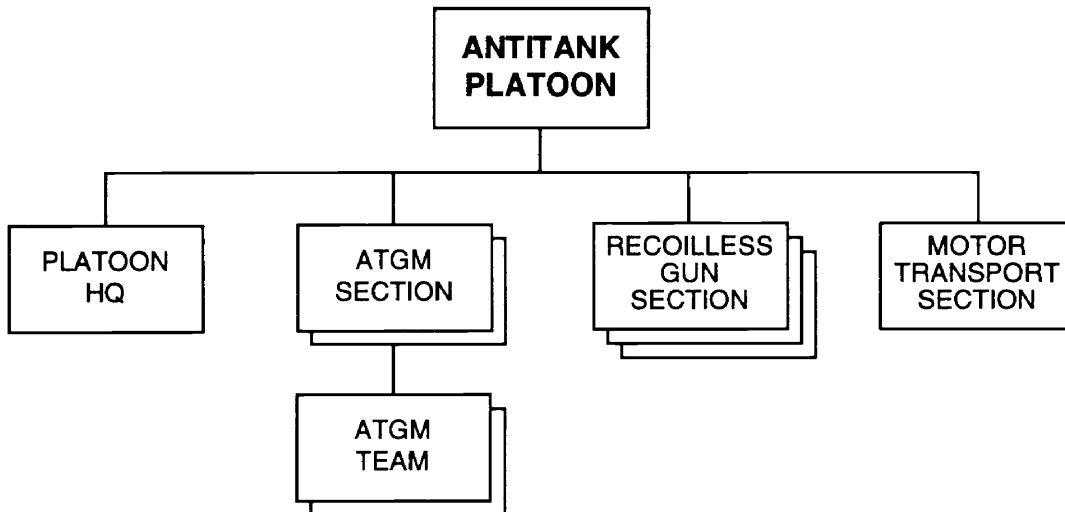 ANTITANK
PLATOON
PLATOON
HQ
ATGM
SECTION
RECOILLESS
GUN
SECTION
MOTOR
TRANSPORT
SECTION
ATGM
TEAM